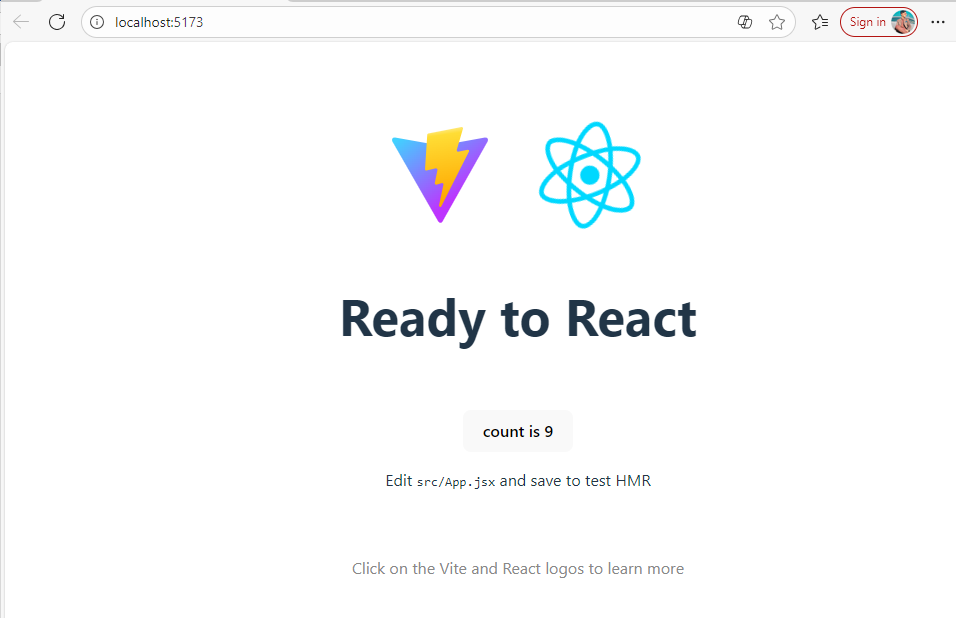 localhost:5173
Sign in
Ready to React
count is 9
Edit src/App.jsx and save to test HMR
Click on the Vite and React logos to learn more